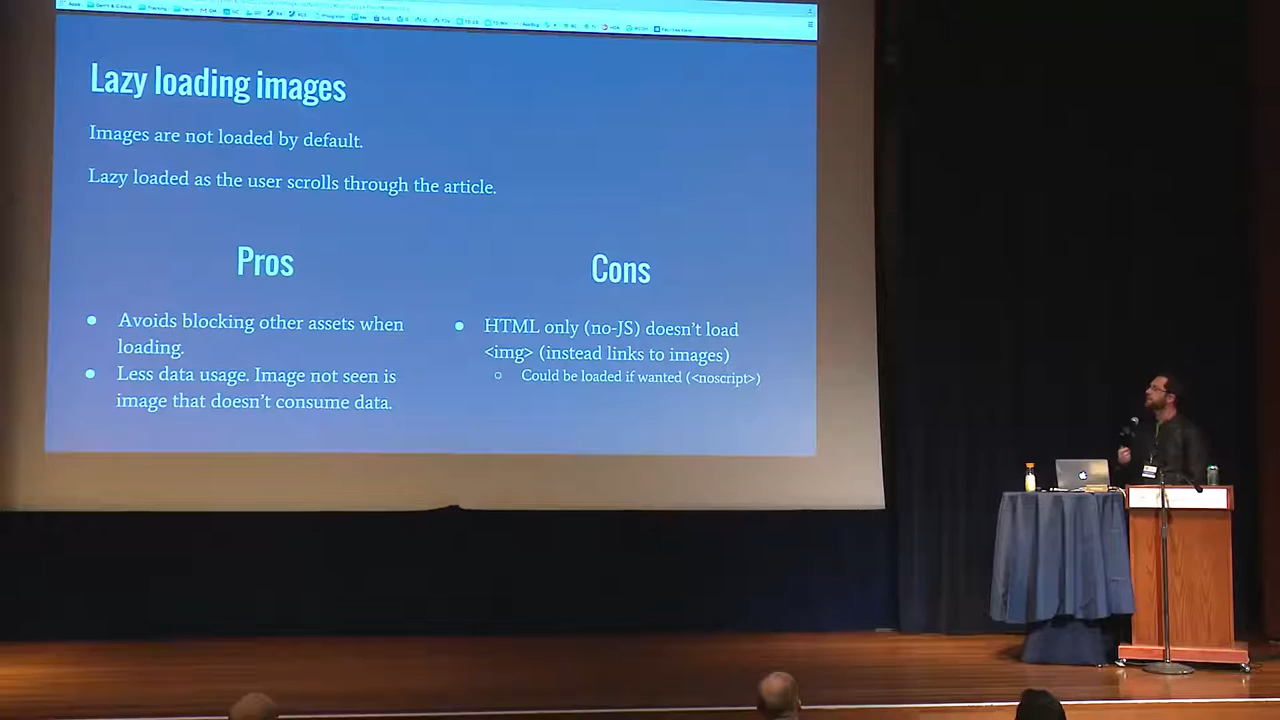 Apps
Lazy loading images
Images are not loaded by default.
Lazy loaded as the user scrolls through the article.
Pros
● Avoids blocking other assets when
loading.
● Less data usage. Image not seen is
image that doesn't consume data.
Cons
● HTML only (no-JS) doesn't load
<img> (instead links to images)
○ Could be loaded if wanted (<noscript>)